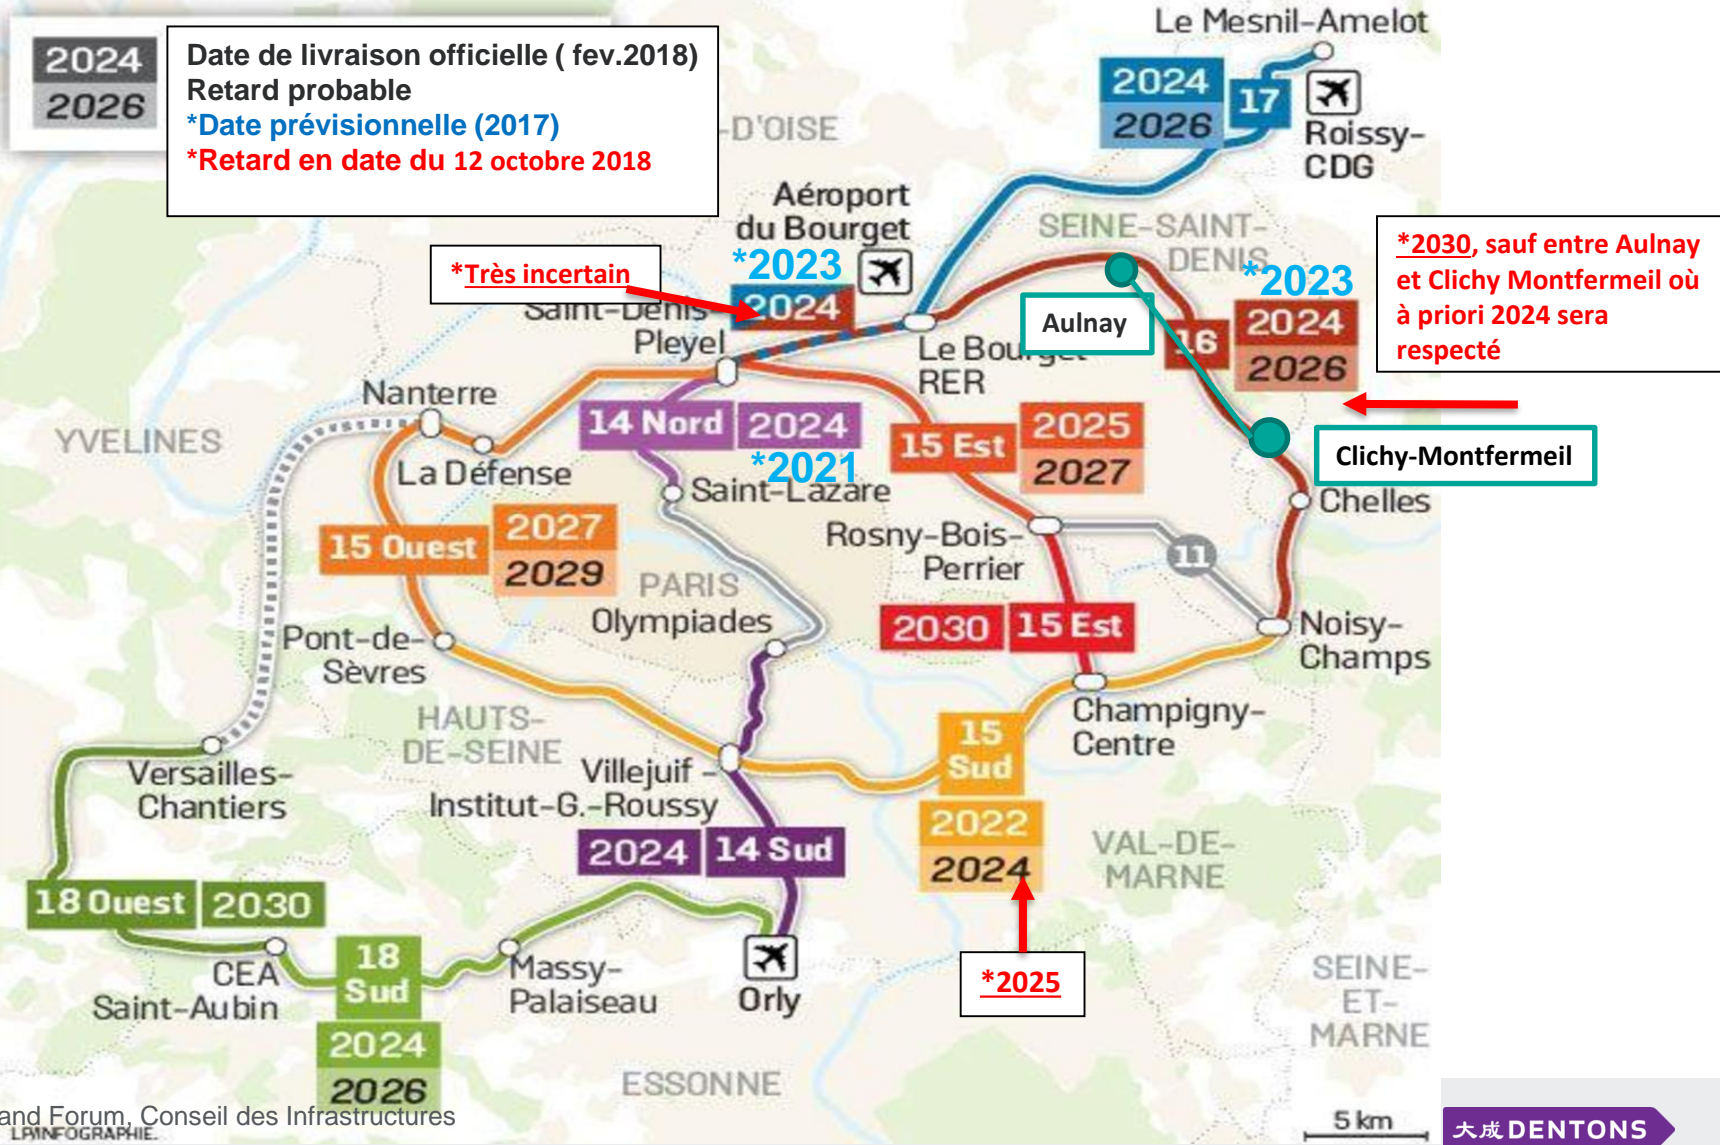 2024
2026
Date de livraison officielle ( fev.2018)
Retard probable
*Date prévisionnelle (2017)
*Retard en date du 12 octobre 2018
Le Mesnil-Amelot
2024
2026
17
Roissy-
CDG
-D'OISE
Aéroport
du Bourget
*2023
2024
*Très incertain
SEINE-SAINT-
DENIS
*2023
2024
2026
16
*2030, sauf entre Aulnay
et Clichy Montfermeil où
à priori 2024 sera
respecté
Aulnay
Clichy-Montfermeil
Saint-Denis-
Pleyel
Le Bourget
RER
Nanterre
La Défense
YVELINES
14 Nord
2024
*2021
Saint-Lazare
15 Est
2025
2027
Chelles
15 Ouest
2027
2029
Rosny-Bois-
Perrier
11
PARIS
Olympiades
2030
15 Est
Noisy-
Champs
Pont-de-
Sèvres
HAUTS-
DE-SEINE
Champigny-
Centre
Versailles-
Chantiers
Villejuif -
Institut-G.-Roussy
15
Sud
2022
2024
*2025
VAL-DE-
MARNE
2024
14 Sud
18 Ouest
2030
CEA
Saint-Aubin
18
Sud
2024
2026
Massy-
Palaiseau
Orly
SEINE-
ET-
MARNE
ESSONNE
and Forum, Conseil des Infrastructures
LP/INFOGRAPHIE.
5 km
大成 DENTONS